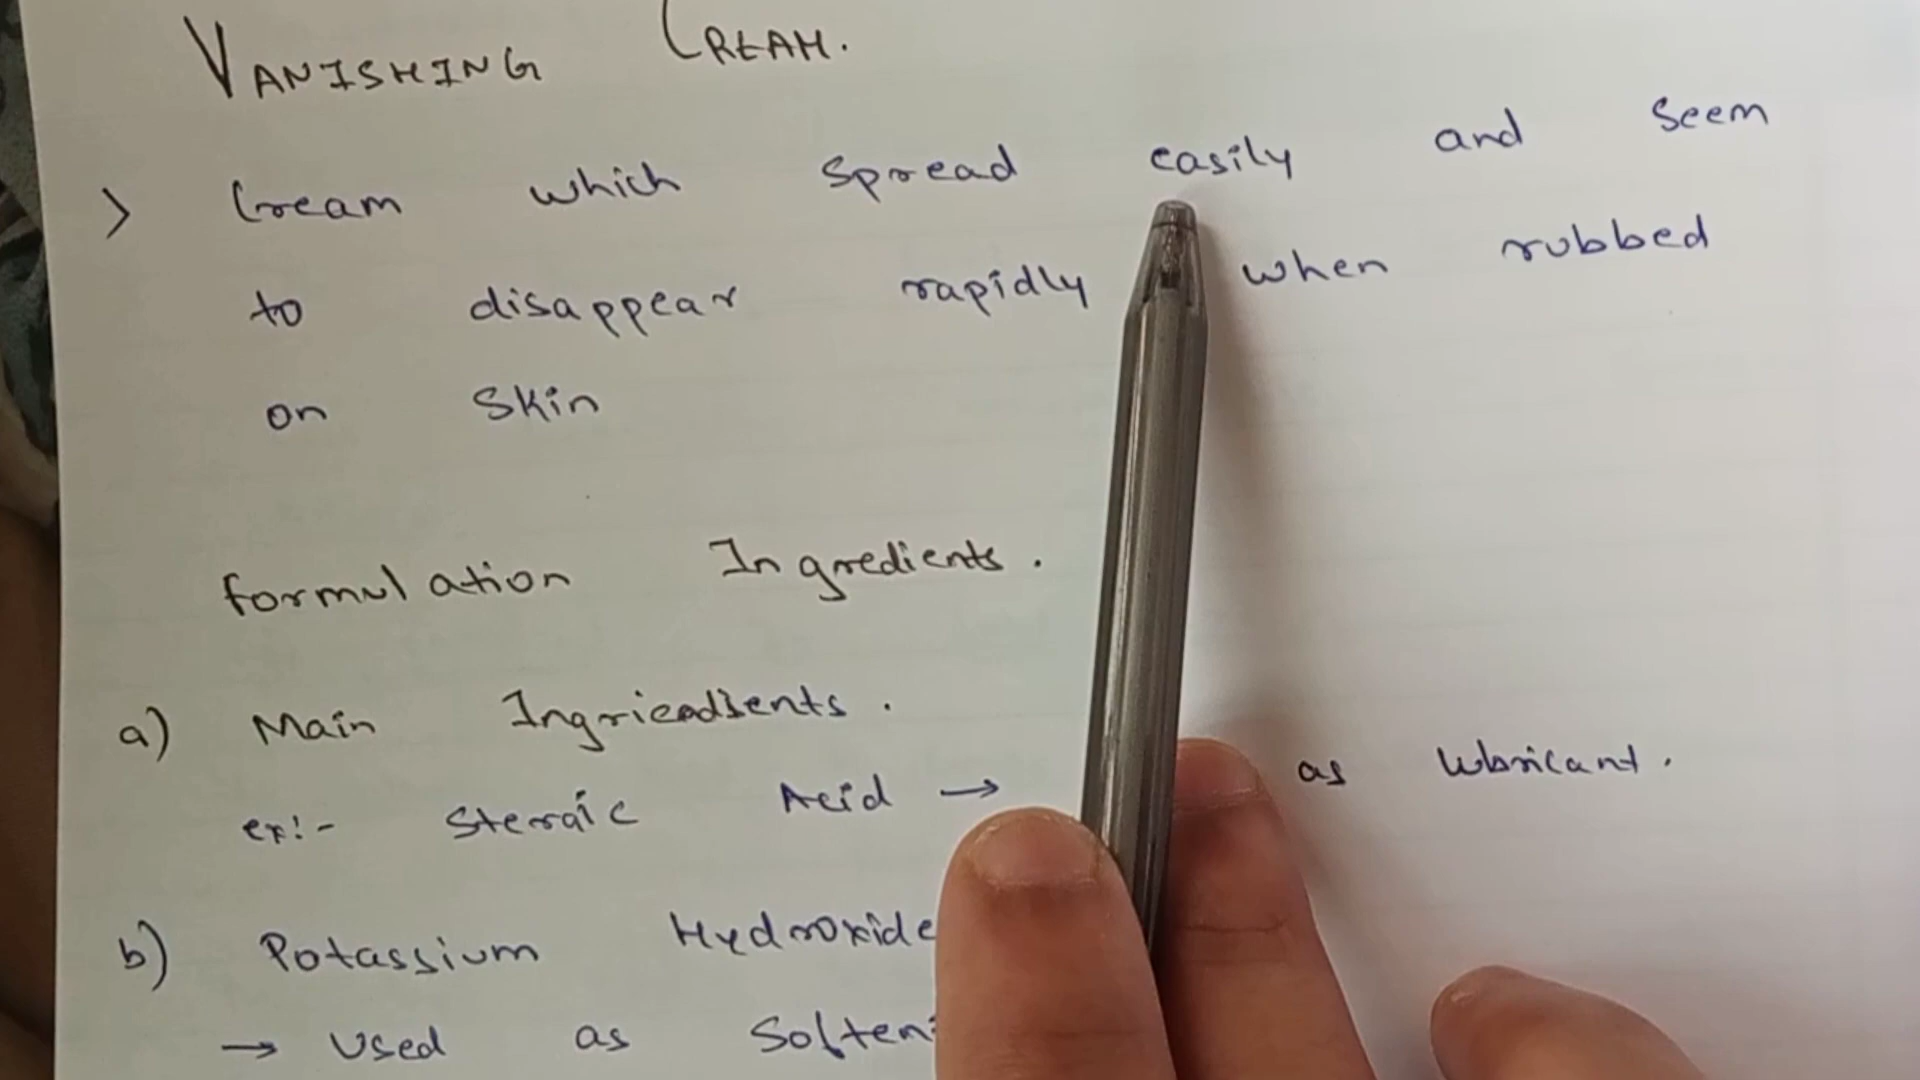 VANISHING CREAM.
> Cream which spread easily and seem
to disappear rapidly when rubbed
on skin
formulation Ingredients.
a) Main Ingrieadients.
ex:- Steraic Acid → as lubricant.
b) Potassium Hydroxide
→ Used as